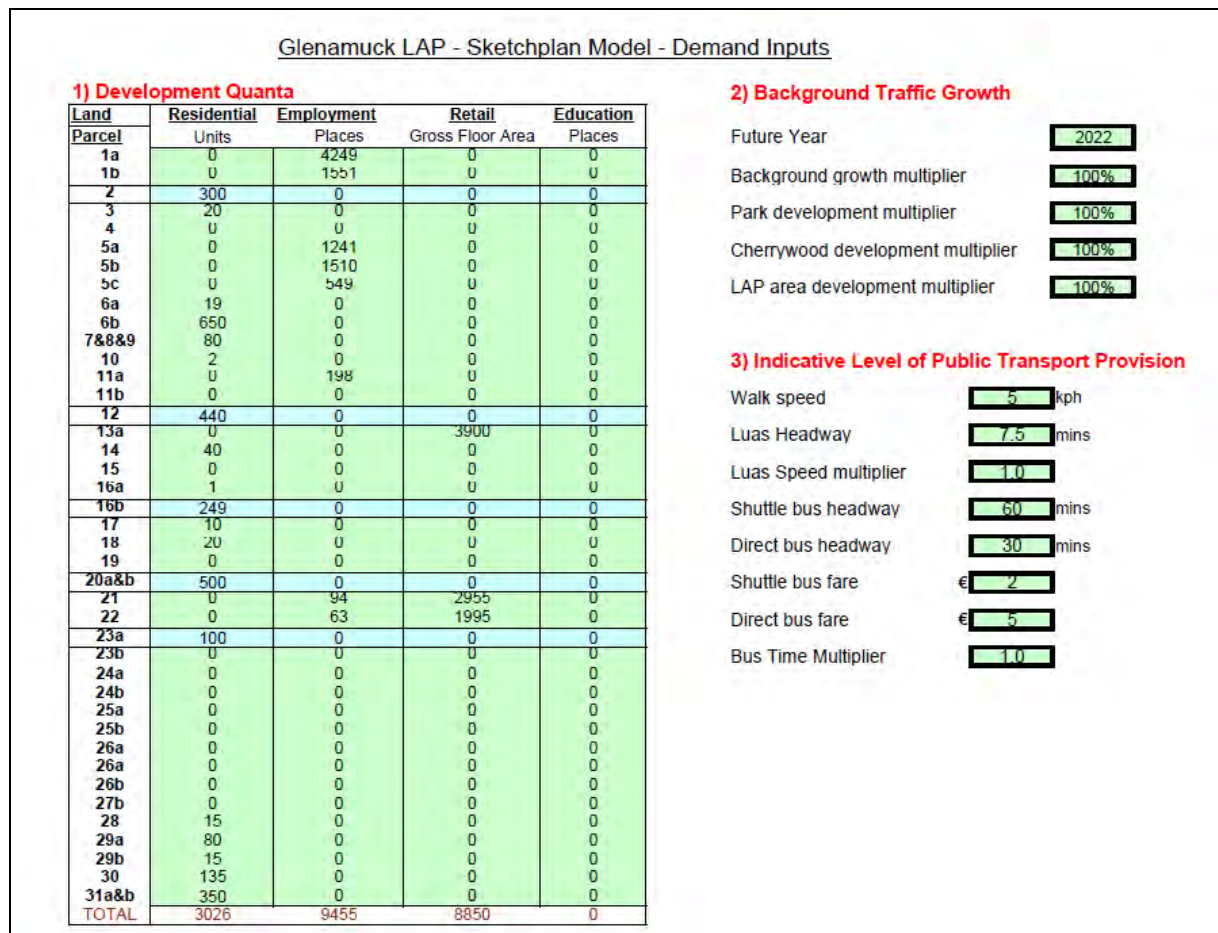 Glenamuck LAP - Sketchplan Model - Demand Inputs
1) Development Quanta
Land Residential Employment Retail Education
Parcel Units Places Gross Floor Area Places
1a 0 4249 0 0
1b 0 1551 0 0
2 300 0 0 0
3 20 0 0 0
4 0 0 0 0
5a 0 1241 0 0
5b 0 1510 0 0
5c 0 549 0 0
6a 19 0 0 0
6b 650 0 0 0
7&8&9 80 0 0 0
10 2 0 0 0
11a 0 198 0 0
11b 0 0 0 0
12 440 0 0 0
13a 0 0 3900 0
14 40 0 0 0
15 0 0 0 0
16a 1 0 0 0
16b 249 0 0 0
17 10 0 0 0
18 20 0 0 0
19 0 0 0 0
20a&b 500 0 0 0
21 0 94 2955 0
22 0 63 1995 0
23a 100 0 0 0
23b 0 0 0 0
24a 0 0 0 0
24b 0 0 0 0
25a 0 0 0 0
25b 0 0 0 0
26a 0 0 0 0
26a 0 0 0 0
26b 0 0 0 0
27b 0 0 0 0
28 15 0 0 0
29a 80 0 0 0
29b 15 0 0 0
30 135 0 0 0
31a&b 350 0 0 0
TOTAL 3026 9455 8850 0
2) Background Traffic Growth
Future Year 2022
Background growth multiplier 100%
Park development multiplier 100%
Cherrywood development multiplier 100%
LAP area development multiplier 100%
3) Indicative Level of Public Transport Provision
Walk speed 5 kph
Luas Headway 7.5 mins
Luas Speed multiplier 1.0
Shuttle bus headway 60 mins
Direct bus headway 30 mins
Shuttle bus fare € 2
Direct bus fare € 5
Bus Time Multiplier 1.0